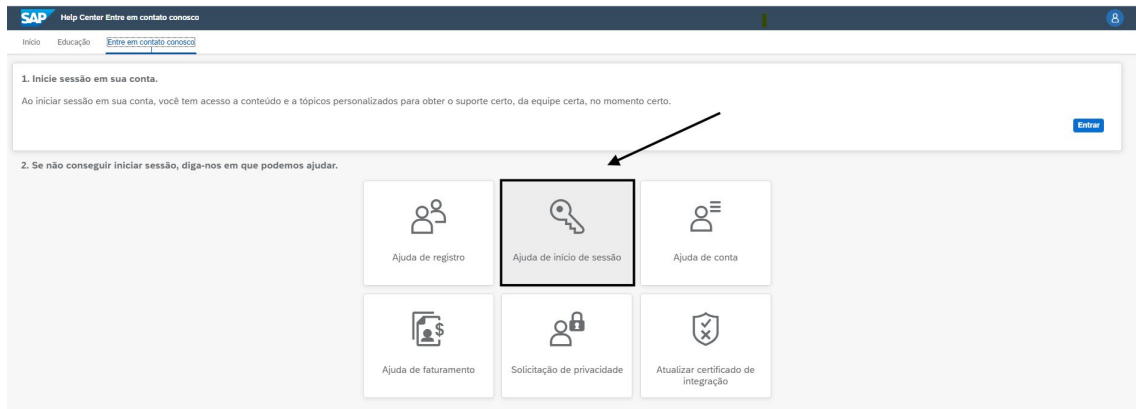 SAP Help Center Entre em contato conosco
Início Educação Entre em contato conosco
1. Inicie sessão em sua conta.
Ao iniciar sessão em sua conta, você tem acesso a conteúdo e a tópicos personalizados para obter o suporte certo, da equipe certa, no momento certo.
Entrar
2. Se não conseguir iniciar sessão, diga-nos em que podemos ajudar.
Ajuda de registro
Ajuda de início de sessão
Ajuda de conta
Ajuda de faturamento
Solicitação de privacidade
Atualizar certificado de
integração